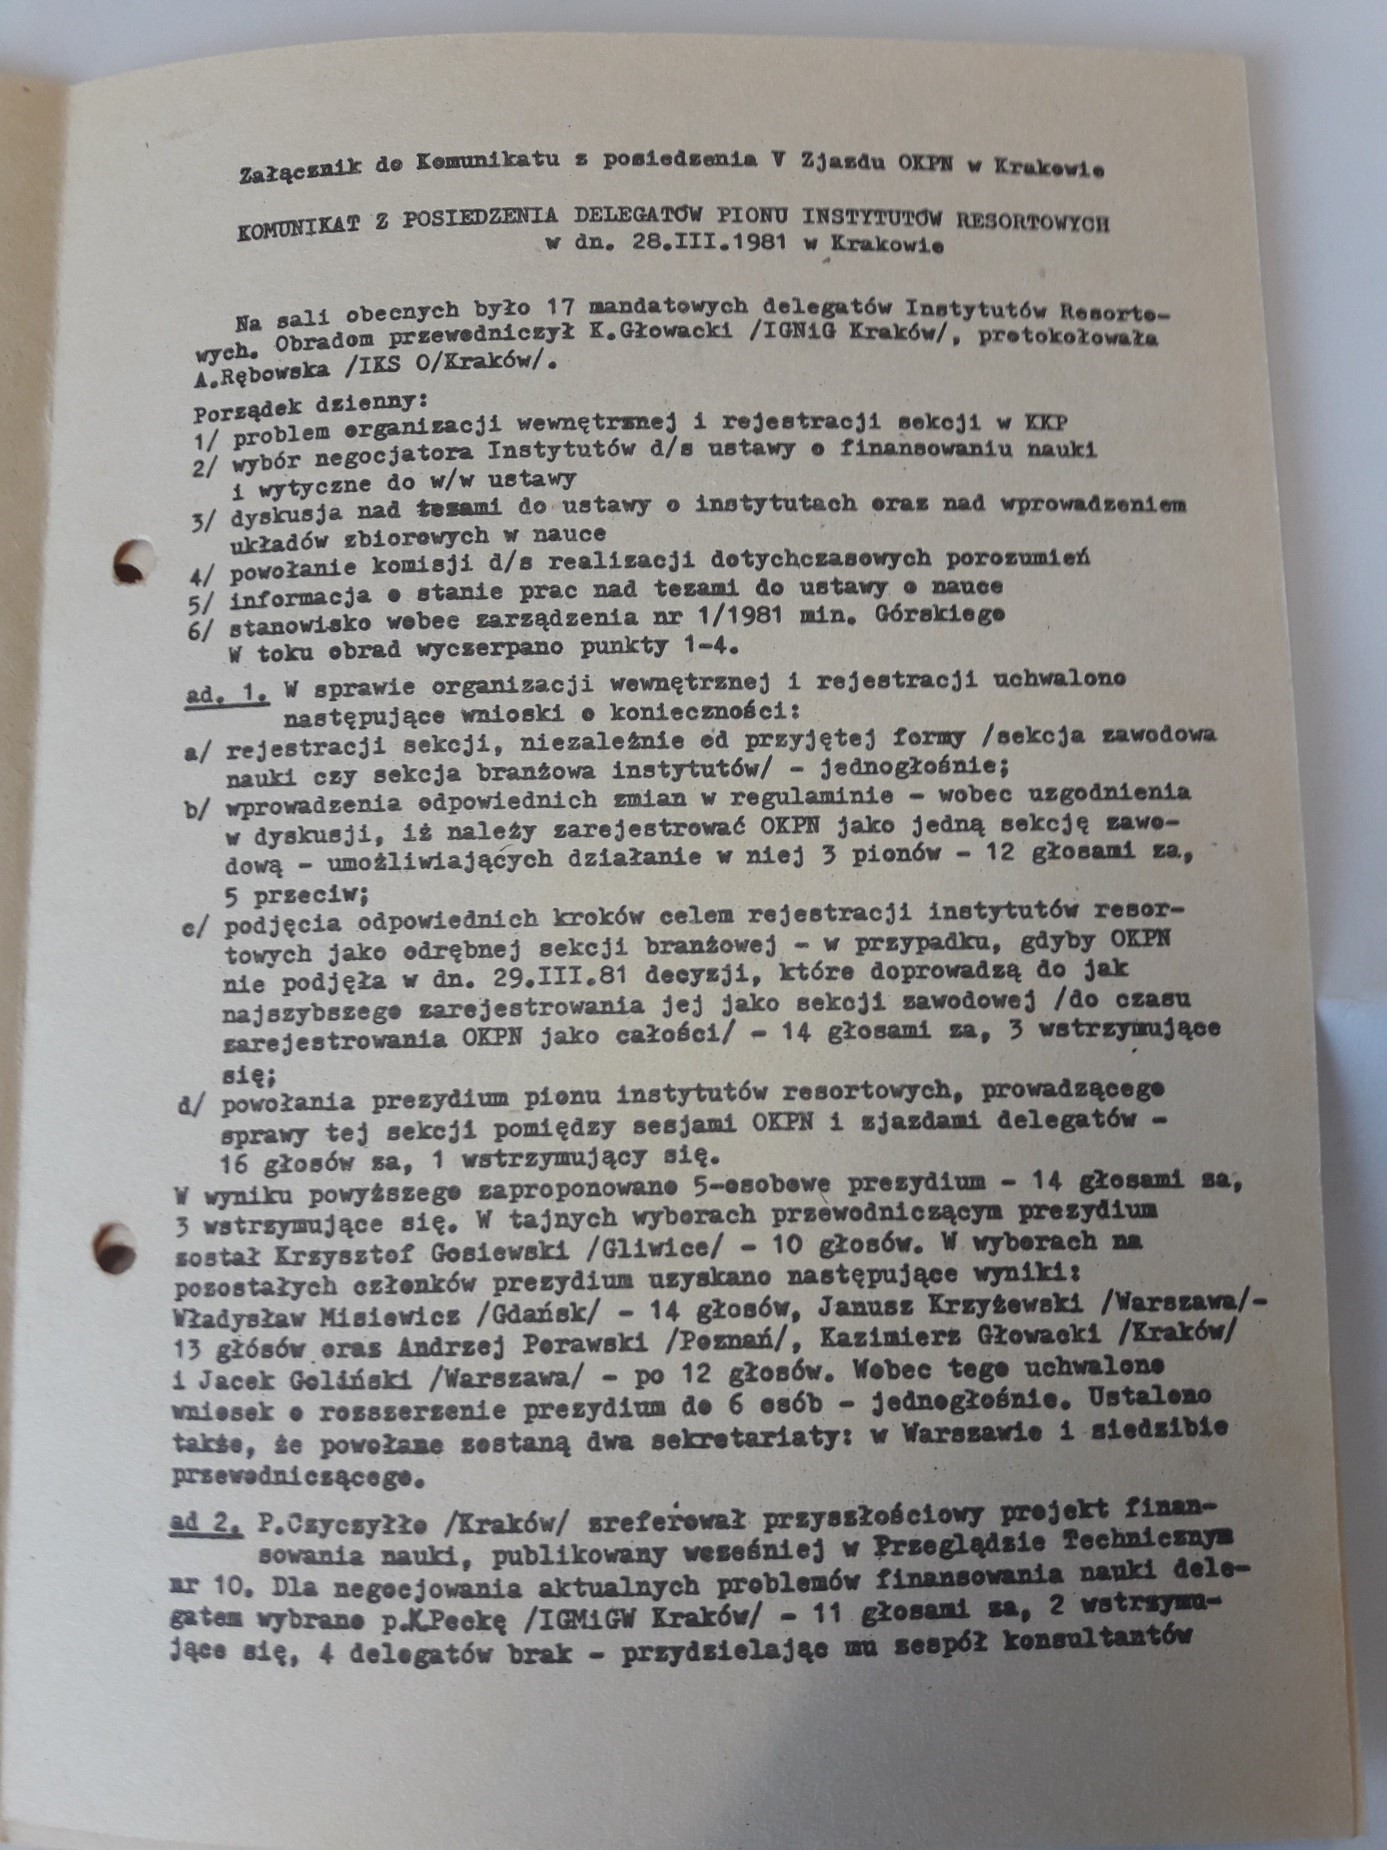 Załącznik do Komunikatu z posiedzenia V Zjazdu OKPN w Krakowie
KOMUNIKAT Z POSIEDZENIA DELEGATÓW PIONU INSTYTUTÓW RESORTOWYCH
w dn. 28.III.1981 w Krakowie
Na sali obecnych było 17 mandatowych delegatów Instytutów Resorto-
wych. Obradom przewodniczył K.Głowacki /IGNiG Kraków/, protokołowała
A.Rębowska /IKS O/Kraków/.
Porządek dzienny:
1/ problem organizacji wewnętrznej i rejestracji sekcji w KKP
2/ wybór negocjatora Instytutów d/s ustawy o finansowaniu nauki
i wytyczne do w/w ustawy
3/ dyskusja nad tezami do ustawy o instytutach oraz nad wprowadzeniem
układów zbiorowych w nauce
4/ powołanie komisji d/s realizacji dotychczasowych porozumień
5/ informacja o stanie prac nad tezami do ustawy o nauce
6/ stanowisko wobec zarządzenia nr 1/1981 min. Górskiego
W toku obrad wyczerpano punkty 1-4.
ad. 1. W sprawie organizacji wewnętrznej i rejestracji uchwalono
następujące wnioski o konieczności:
a/ rejestracji sekcji, niezależnie od przyjętej formy /sekcja zawodowa
nauki czy sekcja branżowa instytutów/ - jednogłośnie;
b/ wprowadzenia odpowiednich zmian w regulaminie - wobec uzgodnienia
w dyskusji, iż należy zarejestrować OKPN jako jedną sekcję zawo-
dową - umożliwiających działanie w niej 3 pionów - 12 głosami za,
5 przeciw;
c/ podjęcia odpowiednich kroków celem rejestracji instytutów resor-
towych jako odrębnej sekcji branżowej - w przypadku, gdyby OKPN
nie podjęła w dn. 29.III.81 decyzji, które doprowadzą do jak
najszybszego zarejestrowania jej jako sekcji zawodowej /do czasu
zarejestrowania OKPN jako całości/ - 14 głosami za, 3 wstrzymujące
się;
d/ powołania prezydium pionu instytutów resortowych, prowadzącego
sprawy tej sekcji pomiędzy sesjami OKPN i zjazdami delegatów -
16 głosów za, 1 wstrzymujący się.
W wyniku powyższego zaproponowano 5-osobowe prezydium - 14 głosami za,
3 wstrzymujące się. W tajnych wyborach przewodniczącym prezydium
został Krzysztof Gosiewski /Gliwice/ - 10 głosów. W wyborach na
pozostałych członków prezydium uzyskano następujące wyniki:
Władysław Misiewicz /Gdańsk/ - 14 głosów, Janusz Krzyżewski /Warszawa/-
13 głósów oraz Andrzej Porawski /Poznań/, Kazimierz Głowacki /Kraków/
i Jacek Goliński /Warszawa/ - po 12 głosów. Wobec tego uchwalono
wniosek o rozszerzenie prezydium do 6 osób - jednogłośnie. Ustalono
także, że powołane zostaną dwa sekretariaty: w Warszawie i siedzibie
przewodniczącego.
ad 2. P.Czyczyłło /Kraków/ zreferował przyszłościowy projekt finan-
sowania nauki, publikowany wcześniej w Przeglądzie Technicznym
nr 10. Dla negocjowania aktualnych problemów finansowania nauki dele-
gatem wybrano p.K.Peckę /IGMiGW Kraków/ - 11 głosami za, 2 wstrzymu-
jące się, 4 delegatów brak - przydzielając mu zespół konsultantów